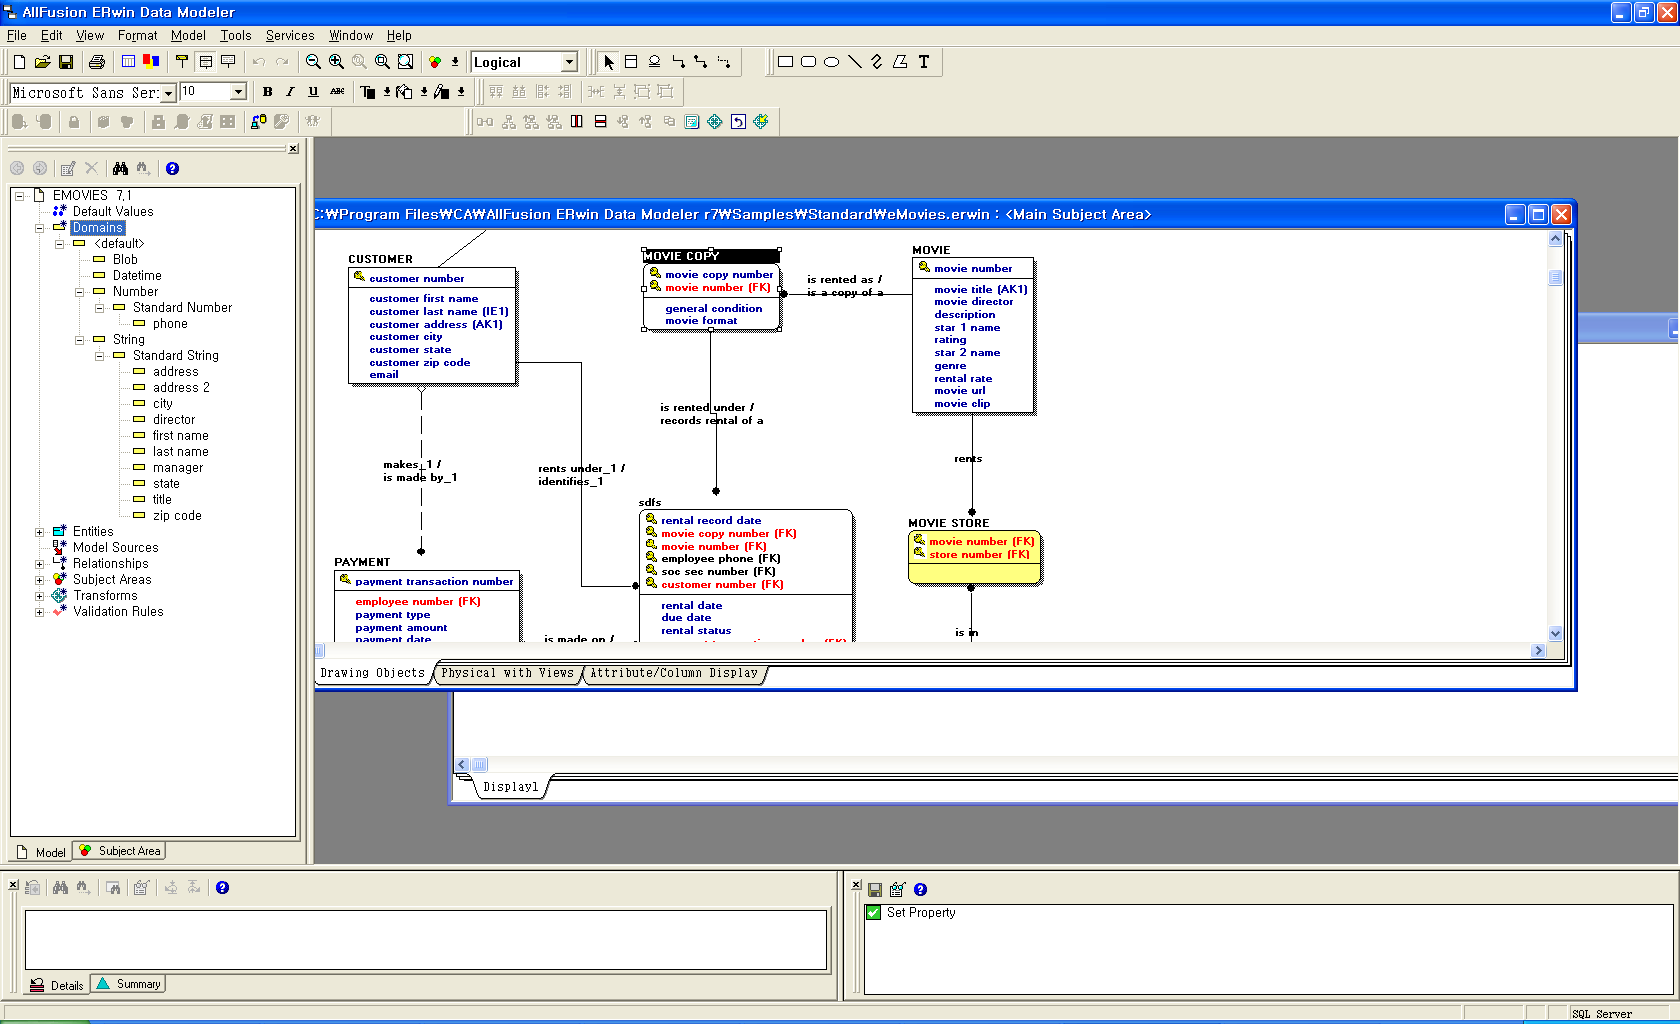 AllFusion ERwin Data Modeler
File Edit View Format Model Tools Services Window Help
Logical
Microsoft Sans Ser: 10
EMOVIES 7,1
Default Values
Domains
<default>
Blob
Datetime
Number
Standard Number
phone
String
Standard String
address
address 2
city
director
first name
last name
manager
state
title
zip code
Entities
Model Sources
Relationships
Subject Areas
Transforms
Validation Rules
Model
Subject Area
C:₩Program Files₩CA₩AllFusion ERwin Data Modeler r7₩Samples₩Standard₩eMovies.erwin : <Main Subject Area>
CUSTOMER
customer number
customer first name
customer last name (IE1)
customer address (AK1)
customer city
customer state
customer zip code
email
MOVIE COPY
movie copy number
movie number (FK)
general condition
movie format
is rented as /
is a copy of a
MOVIE
movie number
movie title (AK1)
movie director
description
star 1 name
rating
star 2 name
genre
rental rate
movie url
movie clip
is rented under /
records rental of a
makes_1 /
is made by_1
rents under_1 /
identifies_1
rents
sdfs
rental record date
movie copy number (FK)
movie number (FK)
employee phone (FK)
soc sec number (FK)
customer number (FK)
rental date
due date
rental status
MOVIE STORE
movie number (FK)
store number (FK)
is in
PAYMENT
payment transaction number
employee number (FK)
payment type
payment amount
payment date
is made on /
Drawing Objects
Physical with Views
Attribute/Column Display
Display1
Details
Summary
Set Property
SQL Server